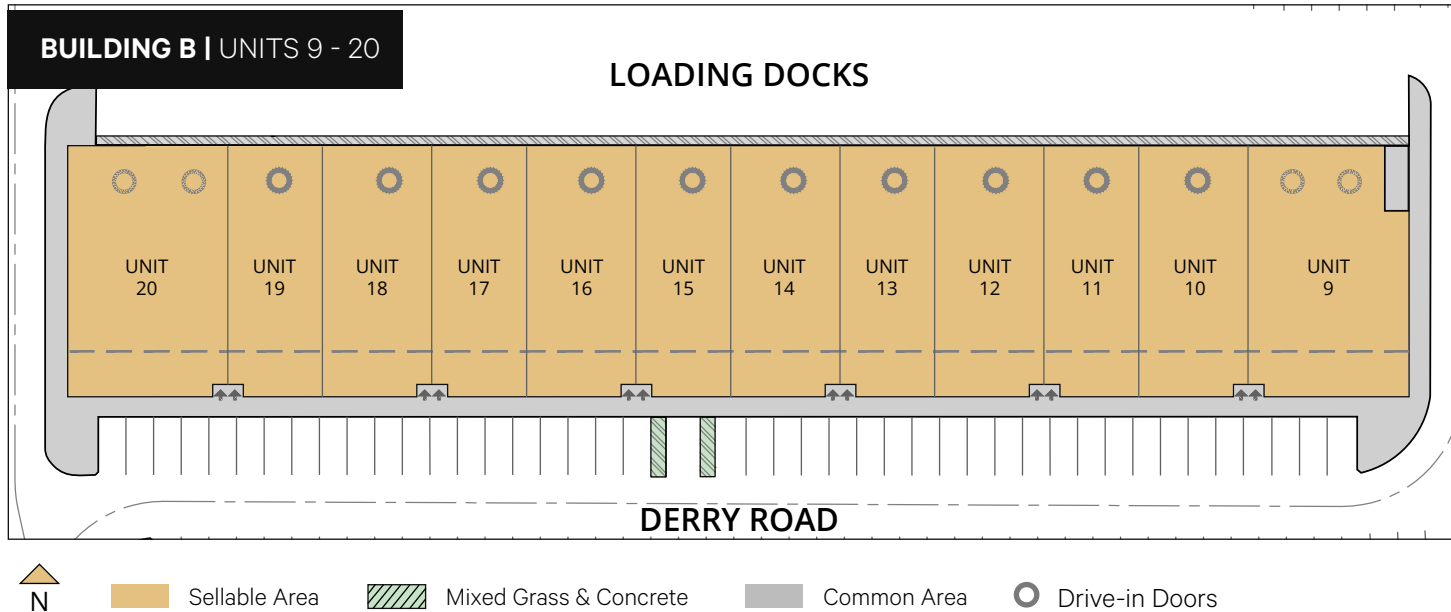 BUILDING B | UNITS 9 - 20
LOADING DOCKS
UNIT
20
UNIT
19
UNIT
18
UNIT
17
UNIT
16
UNIT
15
UNIT
14
UNIT
13
UNIT
12
UNIT
11
UNIT
10
UNIT
9
DERRY ROAD
N
Sellable Area
Mixed Grass & Concrete
Common Area
Drive-in Doors